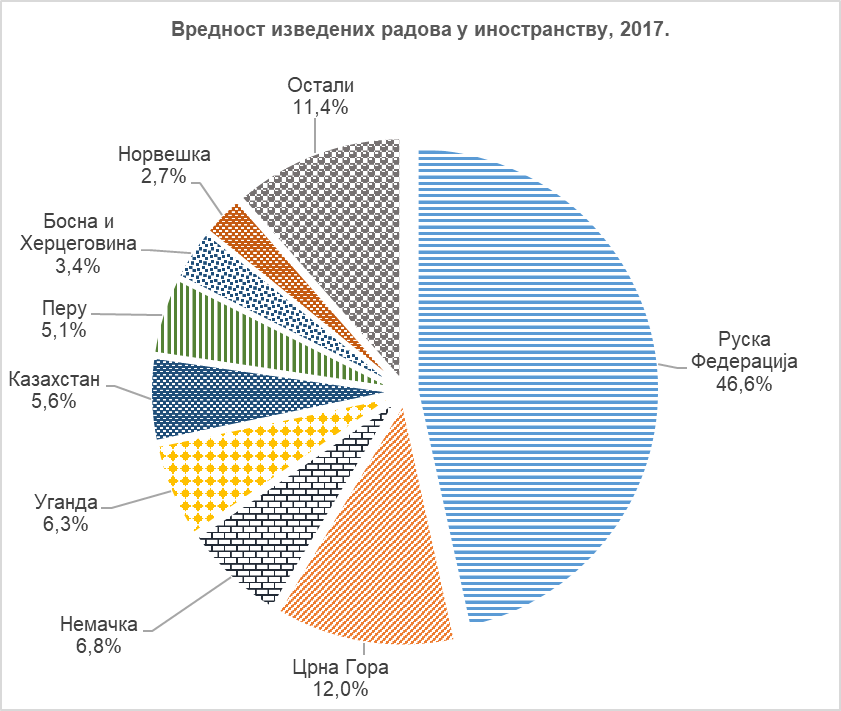 Вредност изведених радова у иностранству, 2017.
Остали
11,4%
Норвешка
2,7%
Босна и
Херцеговина
3,4%
Перу
5,1%
Казахстан
5,6%
Уганда
6,3%
Немачка
6,8%
Црна Гора
12,0%
Руска
Федерација
46,6%